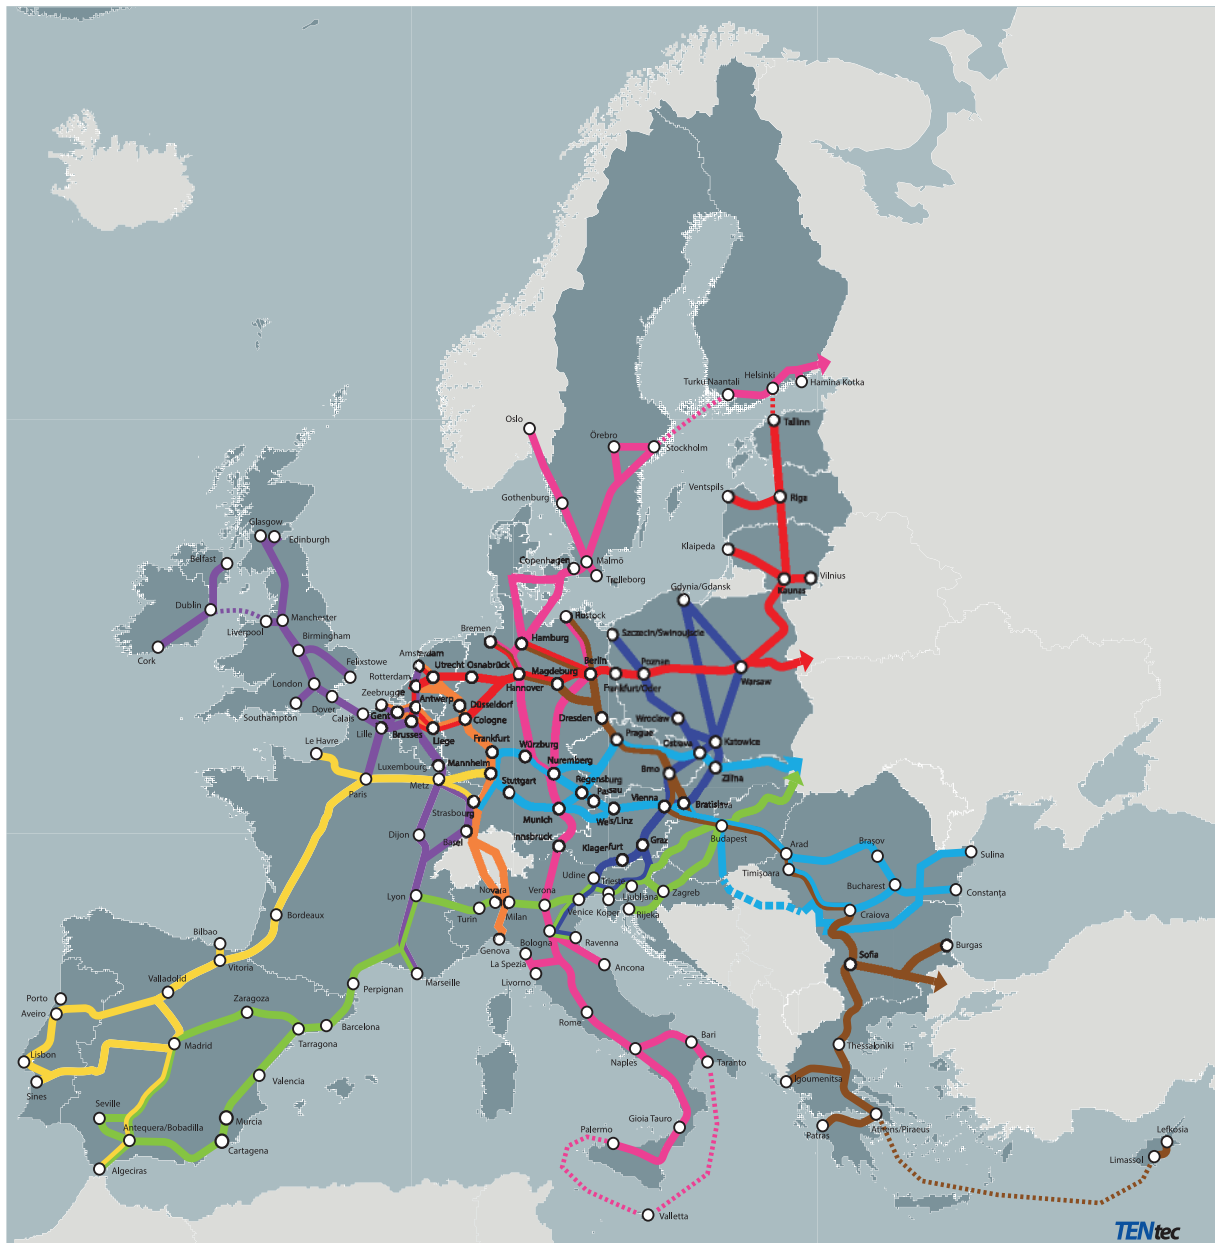 Helsinki
Turku Naantali
Hamina Kotka
Oslo
Tallinn
Örebro
Stockholm
Ventspils
Riga
Gothenburg
Glasgow
Edinburgh
Klaipeda
Belfast
Copenhagen
Malmö
Trelleborg
Vilnius
Kaunas
Gdynia/Gdansk
Dublin
Manchester
Liverpool
Rostock
Bremen
Hamburg
Szczecin/Swinoujscie
Birmingham
Cork
Amsterdam
Felixstowe
Utrecht
Osnabrück
Berlin
Poznan
Warsaw
Rotterdam
Magdeburg
London
Zeebrugge
Hannover
Frankfurt/Oder
Dover
Antwerp
Düsseldorf
Southampton
Calais
Gent
Cologne
Dresden
Wroclaw
Lille
Brusses
Liege
Prague
Le Havre
Frankfurt
Würzburg
Ostrava
Katowice
Luxembourg
Mannheim
Nuremberg
Brno
Zilina
Paris
Metz
Stuttgart
Regensburg
Passau
Strasbourg
Munich
Wels/Linz
Vienna
Bratislava
Dijon
Basel
Innsbruck
Graz
Budapest
Arad
Brașov
Sulina
Klagenfurt
Timișoara
Udine
Trieste
Bucharest
Constanța
Lyon
Novara
Verona
Ljubliana
Zagreb
Turin
Milan
Venice
Koper
Rijeka
Craiova
Bordeaux
Bilbao
Genova
Bologna
Ravenna
Burgas
Vitoria
La Spezia
Ancona
Sofia
Valladolid
Marseille
Livorno
Perpignan
Porto
Zaragoza
Aveiro
Rome
Barcelona
Tarragona
Bari
Madrid
Naples
Taranto
Thessaloniki
Lisbon
Valencia
Igoumenitsa
Sines
Seville
Murcia
Gioia Tauro
Antequera/Bobadilla
Palermo
Patras
Athens/Piraeus
Lefkosia
Cartagena
Limassol
Algeciras
Valletta
TENtec